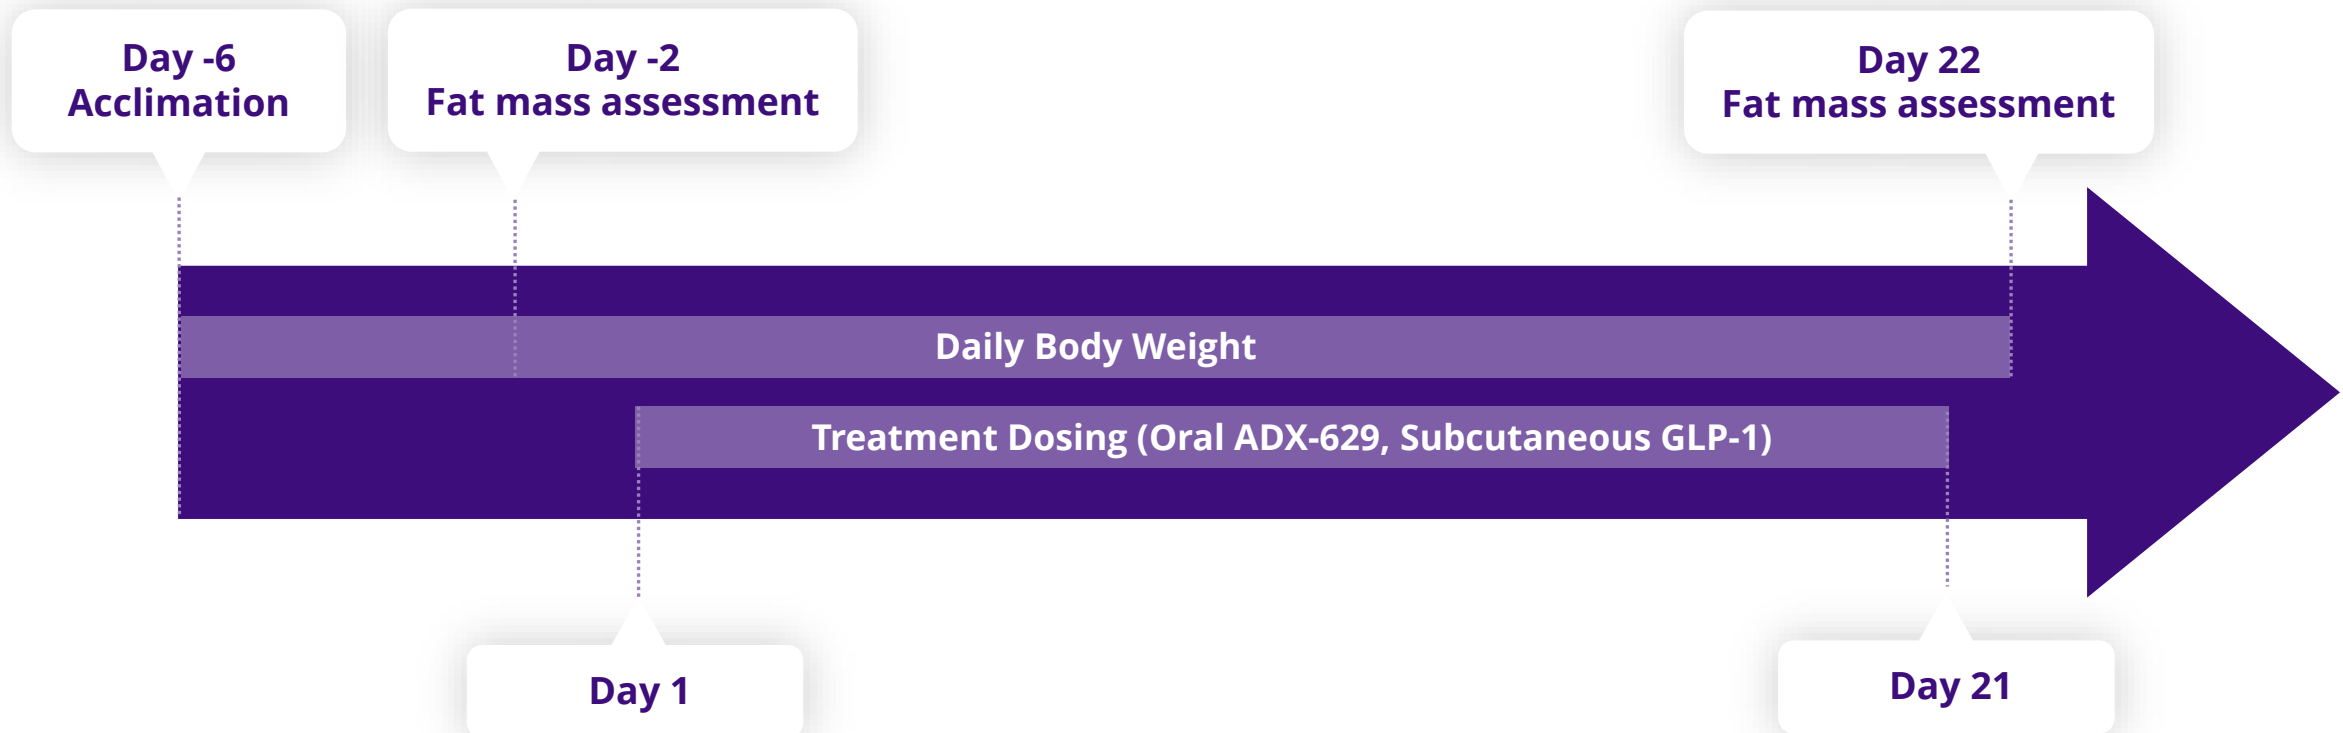 Day -6
Acclimation
Day -2
Fat mass assessment
Day 22
Fat mass assessment
Daily Body Weight
Treatment Dosing (Oral ADX-629, Subcutaneous GLP-1)
Day 1
Day 21